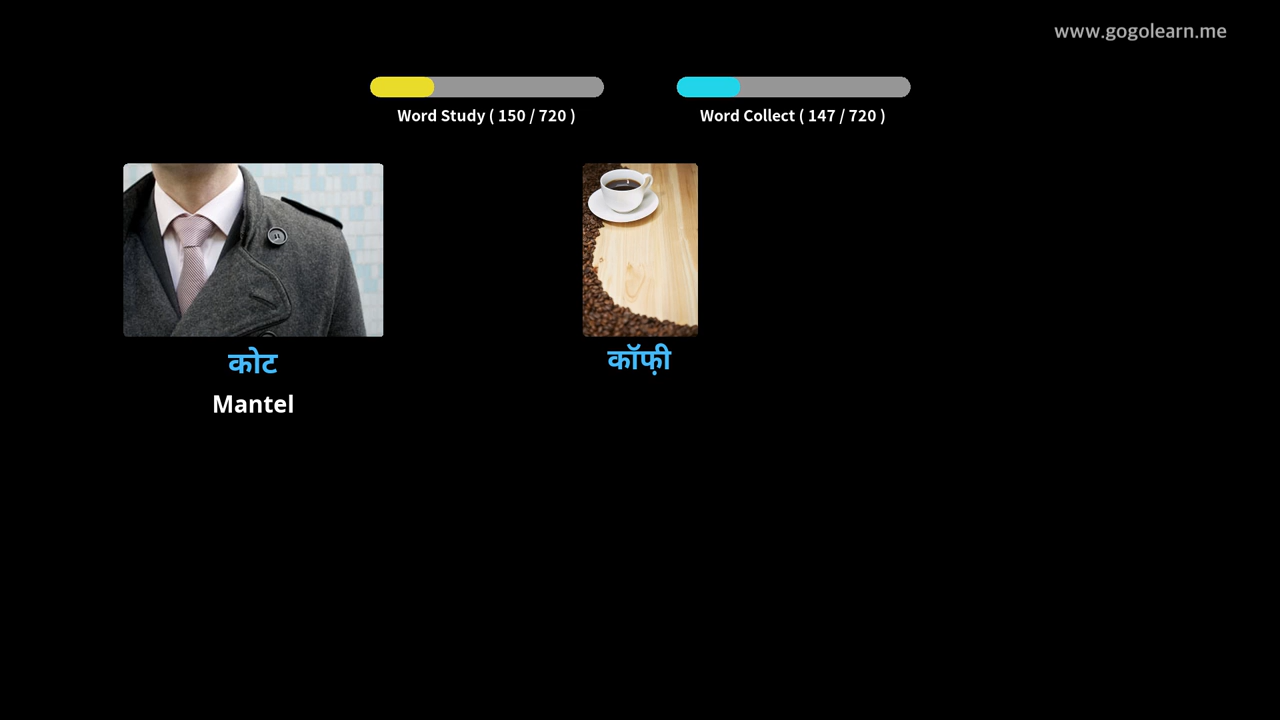 www.gogolearn.me
Word Study ( 150 / 720 )
Word Collect ( 147 / 720 )
कोट
Mantel
कॉफ़ी